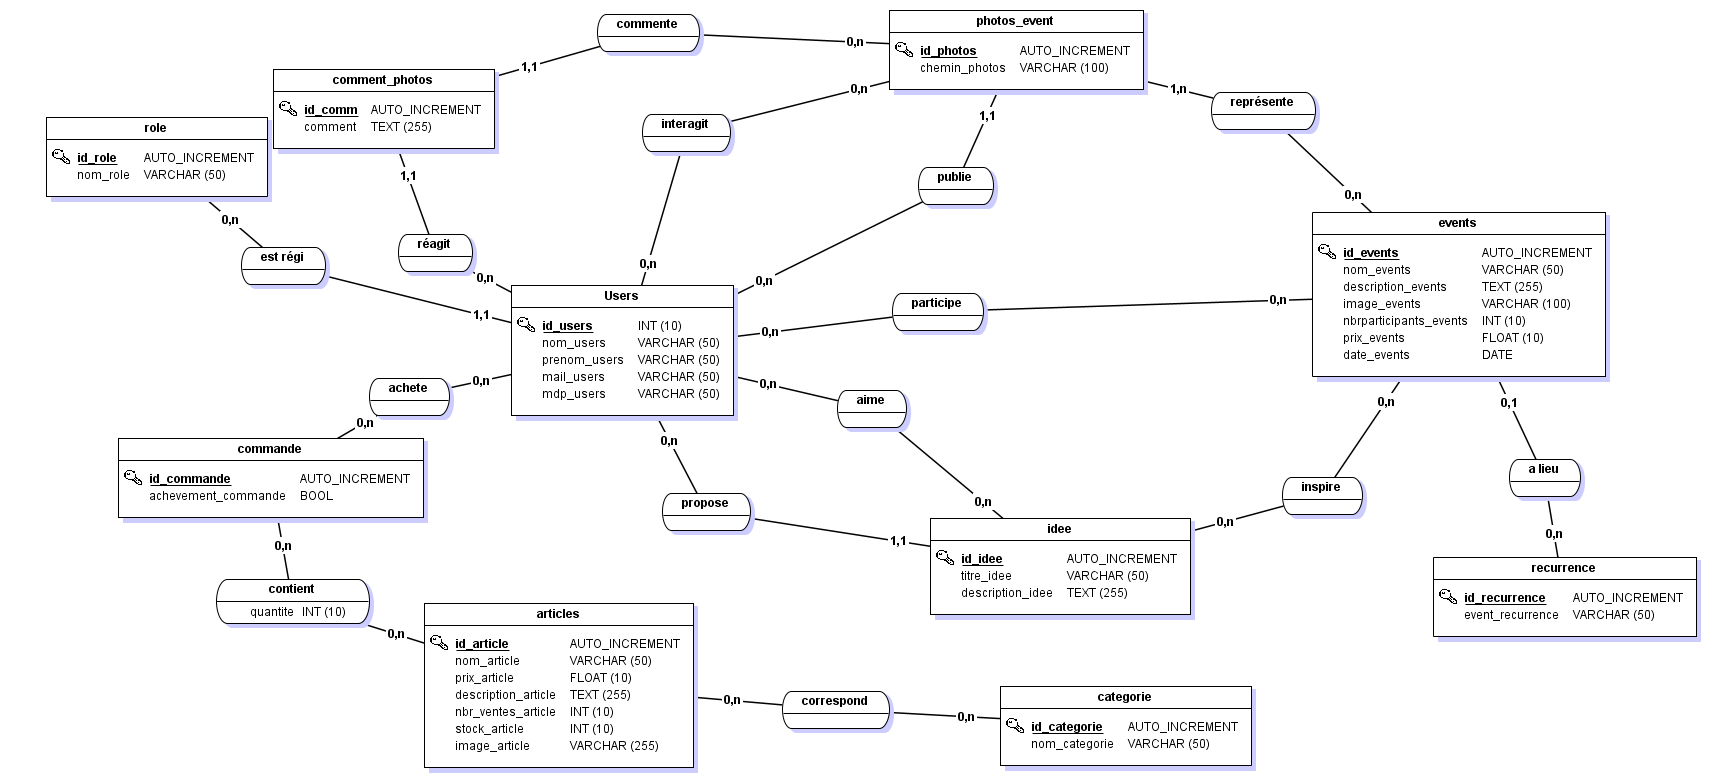 commente
photos_event
id_photos AUTO_INCREMENT
chemin_photos VARCHAR (100)
0,n
1,1
0,n
1,n
comment_photos
id_comm AUTO_INCREMENT
comment TEXT (255)
représente
interagit
role
id_role AUTO_INCREMENT
nom_role VARCHAR (50)
1,1
1,1
publie
0,n
0,n
events
id_events AUTO_INCREMENT
nom_events VARCHAR (50)
description_events TEXT (255)
image_events VARCHAR (100)
nbrparticipants_events INT (10)
prix_events FLOAT (10)
date_events DATE
réagit
est régi
0,n
0,n
0,n
Users
id_users INT (10)
nom_users VARCHAR (50)
prenom_users VARCHAR (50)
mail_users VARCHAR (50)
mdp_users VARCHAR (50)
1,1
participe
0,n
0,n
achete
0,n
0,n
0,n
aime
0,n
0,n
0,1
commande
id_commande AUTO_INCREMENT
achevement_commande BOOL
0,n
a lieu
inspire
propose
0,n
0,n
1,1
0,n
0,n
idee
id_idee AUTO_INCREMENT
titre_idee VARCHAR (50)
description_idee TEXT (255)
recurrence
id_recurrence AUTO_INCREMENT
event_recurrence VARCHAR (50)
contient
quantite INT (10)
0,n
articles
id_article AUTO_INCREMENT
nom_article VARCHAR (50)
prix_article FLOAT (10)
description_article TEXT (255)
nbr_ventes_article INT (10)
stock_article INT (10)
image_article VARCHAR (255)
0,n
correspond
0,n
categorie
id_categorie AUTO_INCREMENT
nom_categorie VARCHAR (50)